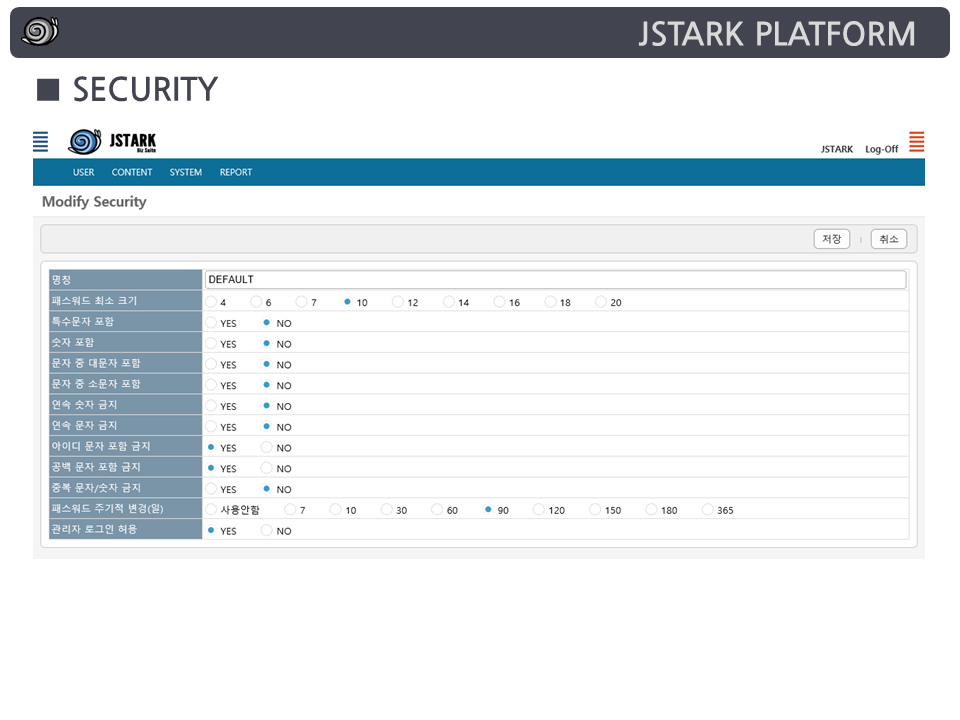 JSTARK PLATFORM
■ SECURITY
JSTARK
Biz Suite
JSTARK Log-Off
USER CONTENT SYSTEM REPORT
Modify Security
저장 | 취소
명칭 DEFAULT
패스워드 최소 크기 4 6 7 10 12 14 16 18 20
특수문자 포함 YES NO
숫자 포함 YES NO
문자 중 대문자 포함 YES NO
문자 중 소문자 포함 YES NO
연속 숫자 금지 YES NO
연속 문자 금지 YES NO
아이디 문자 포함 금지 YES NO
공백 문자 포함 금지 YES NO
중복 문자/숫자 금지 YES NO
패스워드 주기적 변경(일) 사용안함 7 10 30 60 90 120 150 180 365
관리자 로그인 허용 YES NO